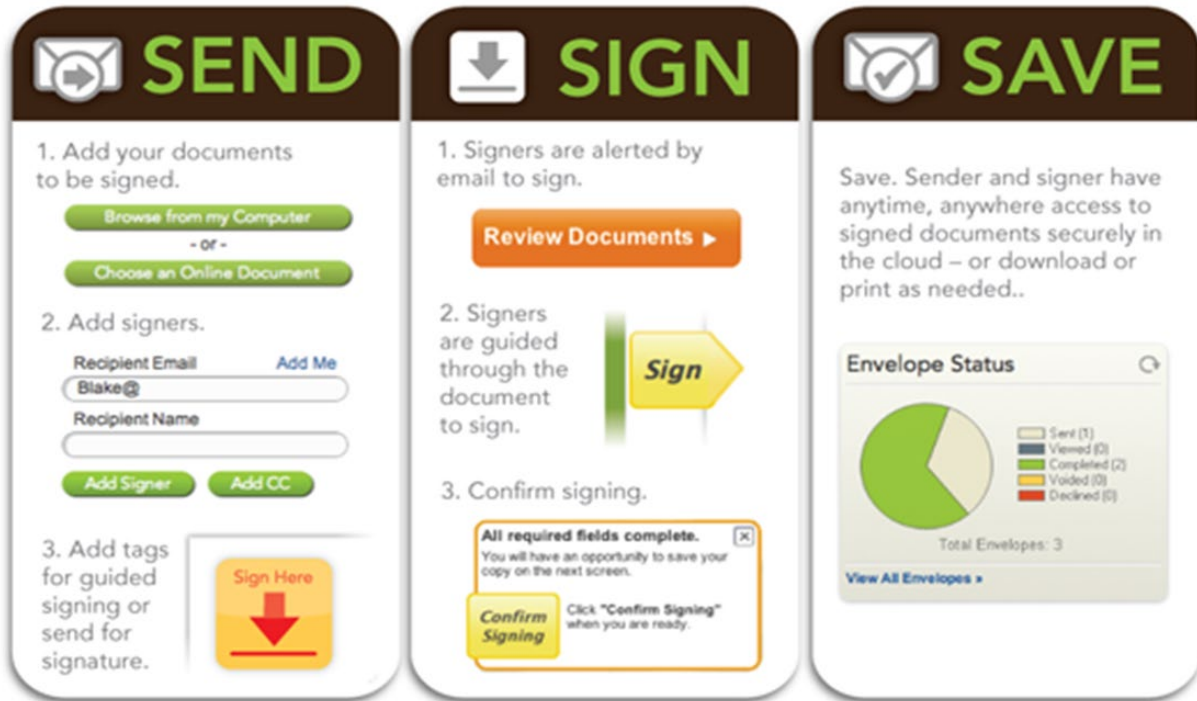 SEND
1. Add your documents
to be signed.
Browse from my Computer
- or -
Choose an Online Document
2. Add signers.
Recipient Email Add Me
Blake@
Recipient Name
Add Signer Add CC
3. Add tags
for guided
signing or
send for
signature.
Sign Here
SIGN
1. Signers are alerted by
email to sign.
Review Documents ►
2. Signers
are guided
through the
document
to sign.
Sign
3. Confirm signing.
All required fields complete.
You will have an opportunity to save your
copy on the next screen.
Confirm
Signing
Click "Confirm Signing"
when you are ready.
SAVE
Save. Sender and signer have
anytime, anywhere access to
signed documents securely in
the cloud – or download or
print as needed..
Envelope Status
Sent (1)
Viewed (0)
Completed (2)
Voided (0)
Declined (0)
Total Envelopes: 3
View All Envelopes »